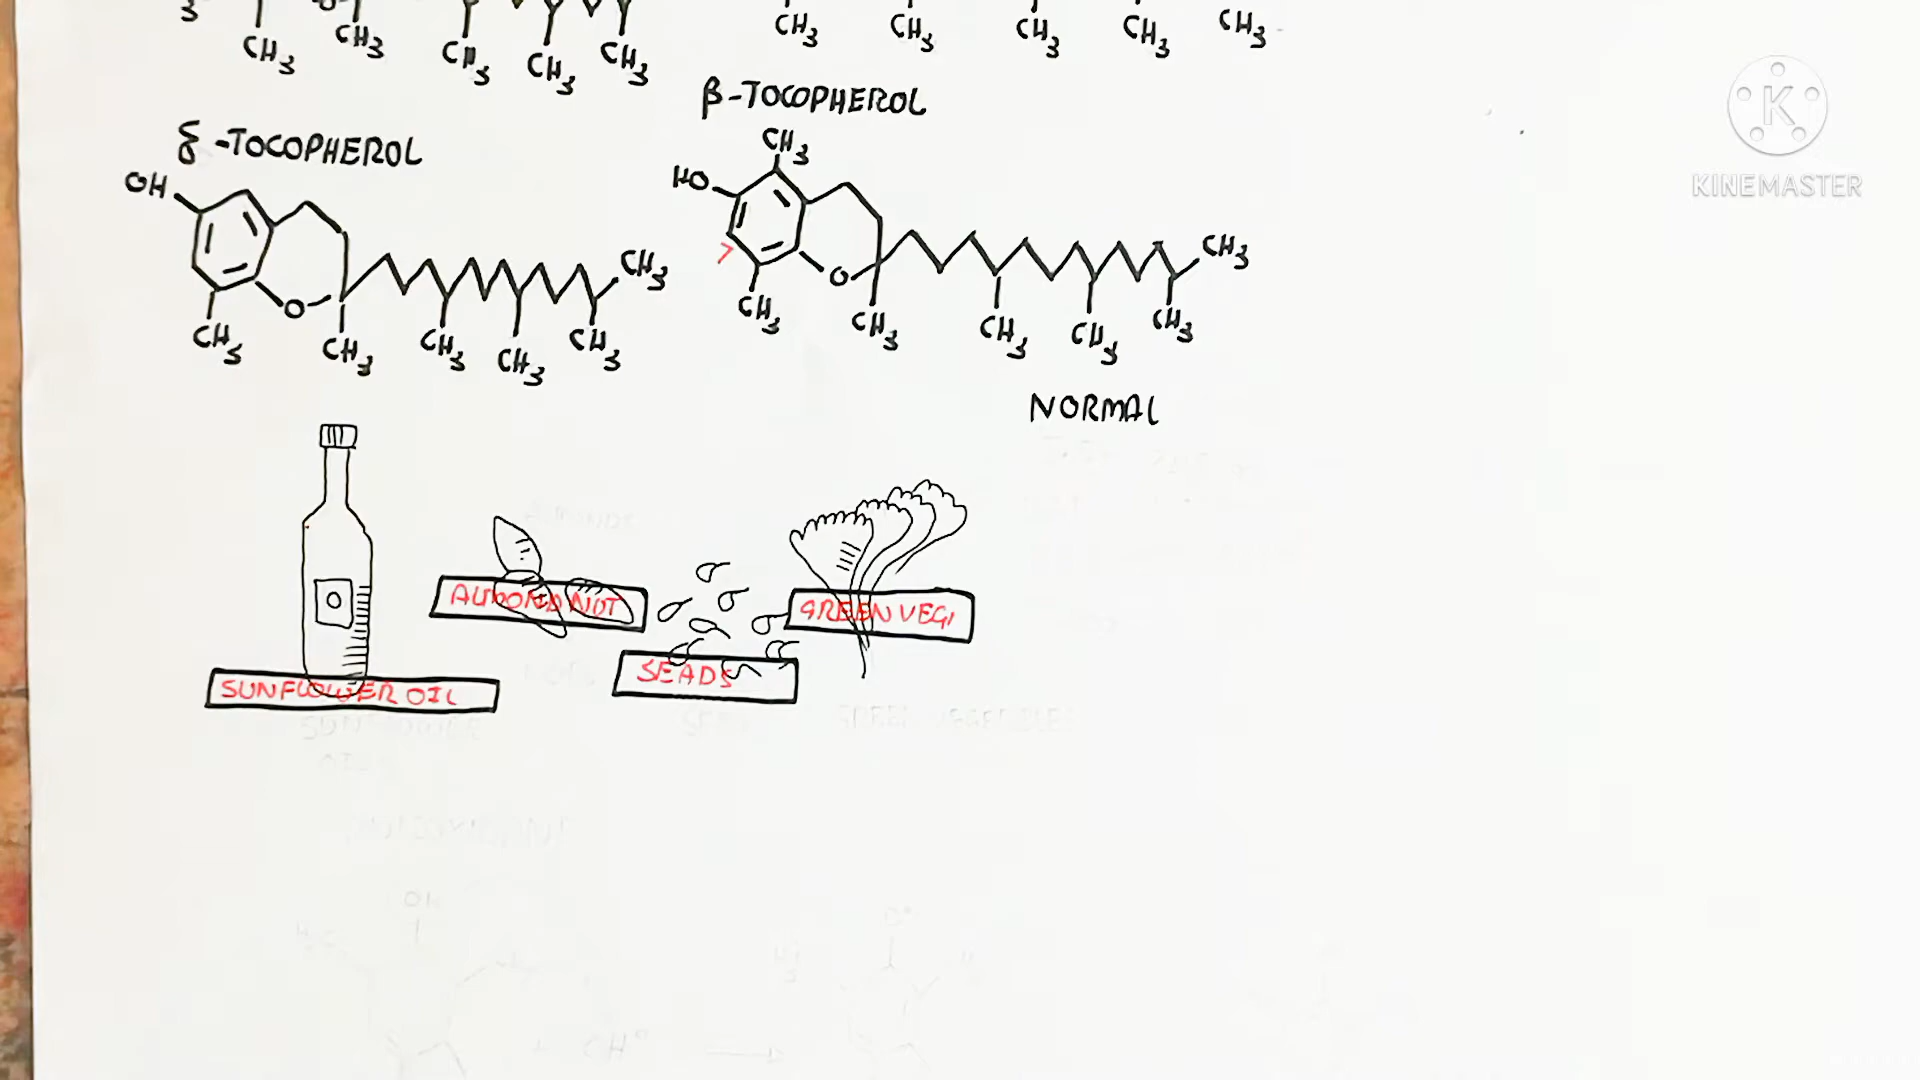 3 CH3 CH3 CH3 CH3 CH3 CH3 CH3 CH3 CH3 CH3
K
KINEMASTER
β-TOCOPHEROL
δ-TOCOPHEROL
CH3
HO
OH
CH3
CH3
O
O
CH3 CH3 CH3 CH3 CH3
CH3 CH3 CH3 CH3 CH3
NORMAL
ALMOND NUT
GREEN VEGI
SEADS
SUNFLOWER OIL